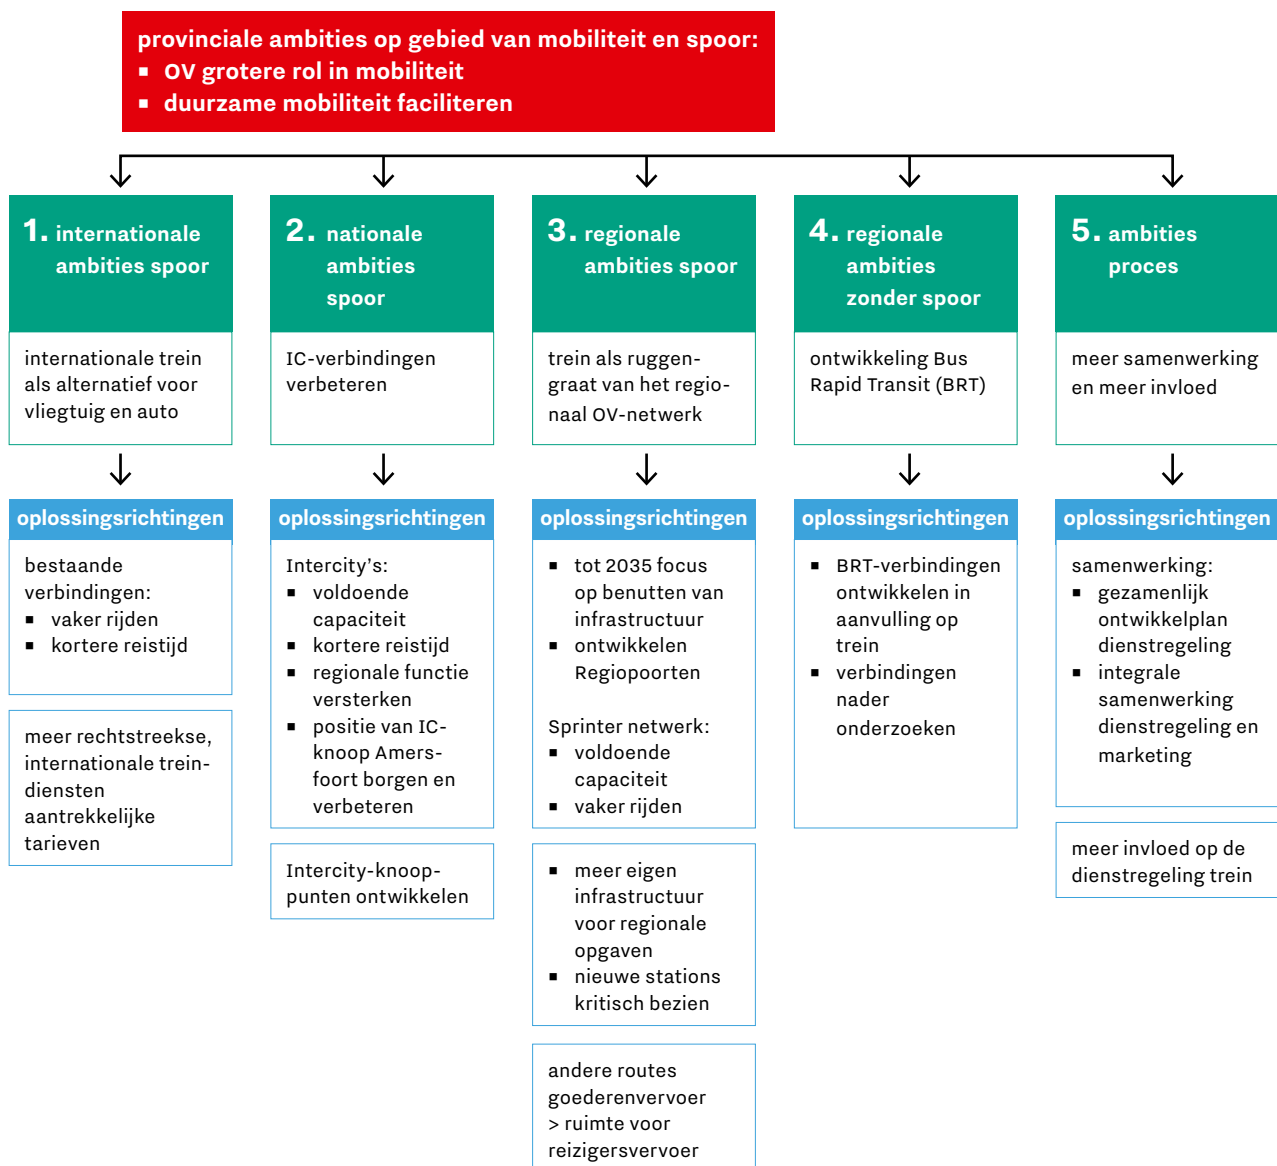 provinciale ambities op gebied van mobiliteit en spoor:
▪ OV grotere rol in mobiliteit
▪ duurzame mobiliteit faciliteren
1. internationale
ambities spoor
internationale trein
als alternatief voor
vliegtuig en auto
oplossingsrichtingen
bestaande
verbindingen:
▪ vaker rijden
▪ kortere reistijd
meer rechtstreekse,
internationale trein-
diensten
aantrekkelijke
tarieven
2. nationale
ambities
spoor
IC-verbindingen
verbeteren
oplossingsrichtingen
Intercity's:
▪ voldoende
capaciteit
▪ kortere reistijd
▪ regionale functie
versterken
▪ positie van IC-
knoop Amers-
foort borgen en
verbeteren
Intercity-knoop-
punten ontwikkelen
3. regionale
ambities spoor
trein als ruggen-
graat van het regio-
naal OV-netwerk
oplossingsrichtingen
▪ tot 2035 focus
op benutten van
infrastructuur
▪ ontwikkelen
Regiopoorten
Sprinter netwerk:
▪ voldoende
capaciteit
▪ vaker rijden
▪ meer eigen
infrastructuur
voor regionale
opgaven
▪ nieuwe stations
kritisch bezien
andere routes
goederenvervoer
> ruimte voor
reizigersvervoer
4. regionale
ambities
zonder spoor
ontwikkeling Bus
Rapid Transit (BRT)
oplossingsrichtingen
▪ BRT-verbindingen
ontwikkelen in
aanvulling op
trein
▪ verbindingen
nader
onderzoeken
5. ambities
proces
meer samenwerking
en meer invloed
oplossingsrichtingen
samenwerking:
▪ gezamenlijk
ontwikkelplan
dienstregeling
▪ integrale
samenwerking
dienstregeling en
marketing
meer invloed op de
dienstregeling trein